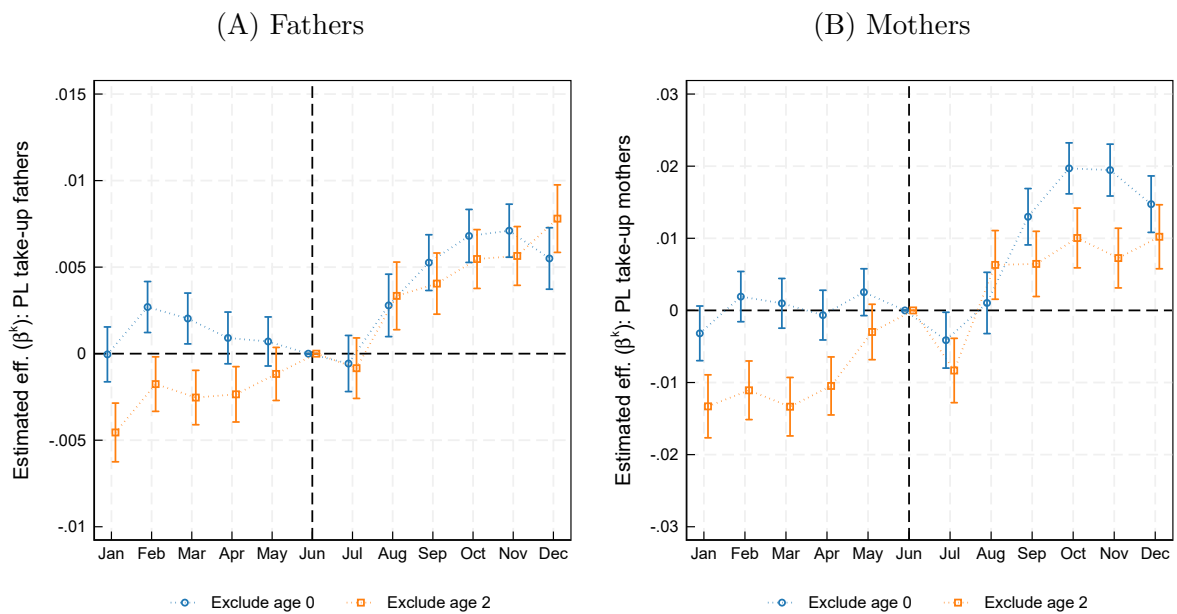 (A) Fathers
Estimated eff. (βᵏ): PL take-up fathers
.015
.01
.005
0
-.005
-.01
Jan Feb Mar Apr May Jun Jul Aug Sep Oct Nov Dec
Exclude age 0 Exclude age 2
(B) Mothers
Estimated eff. (βᵏ): PL take-up mothers
.03
.02
.01
0
-.01
-.02
-.03
Jan Feb Mar Apr May Jun Jul Aug Sep Oct Nov Dec
Exclude age 0 Exclude age 2